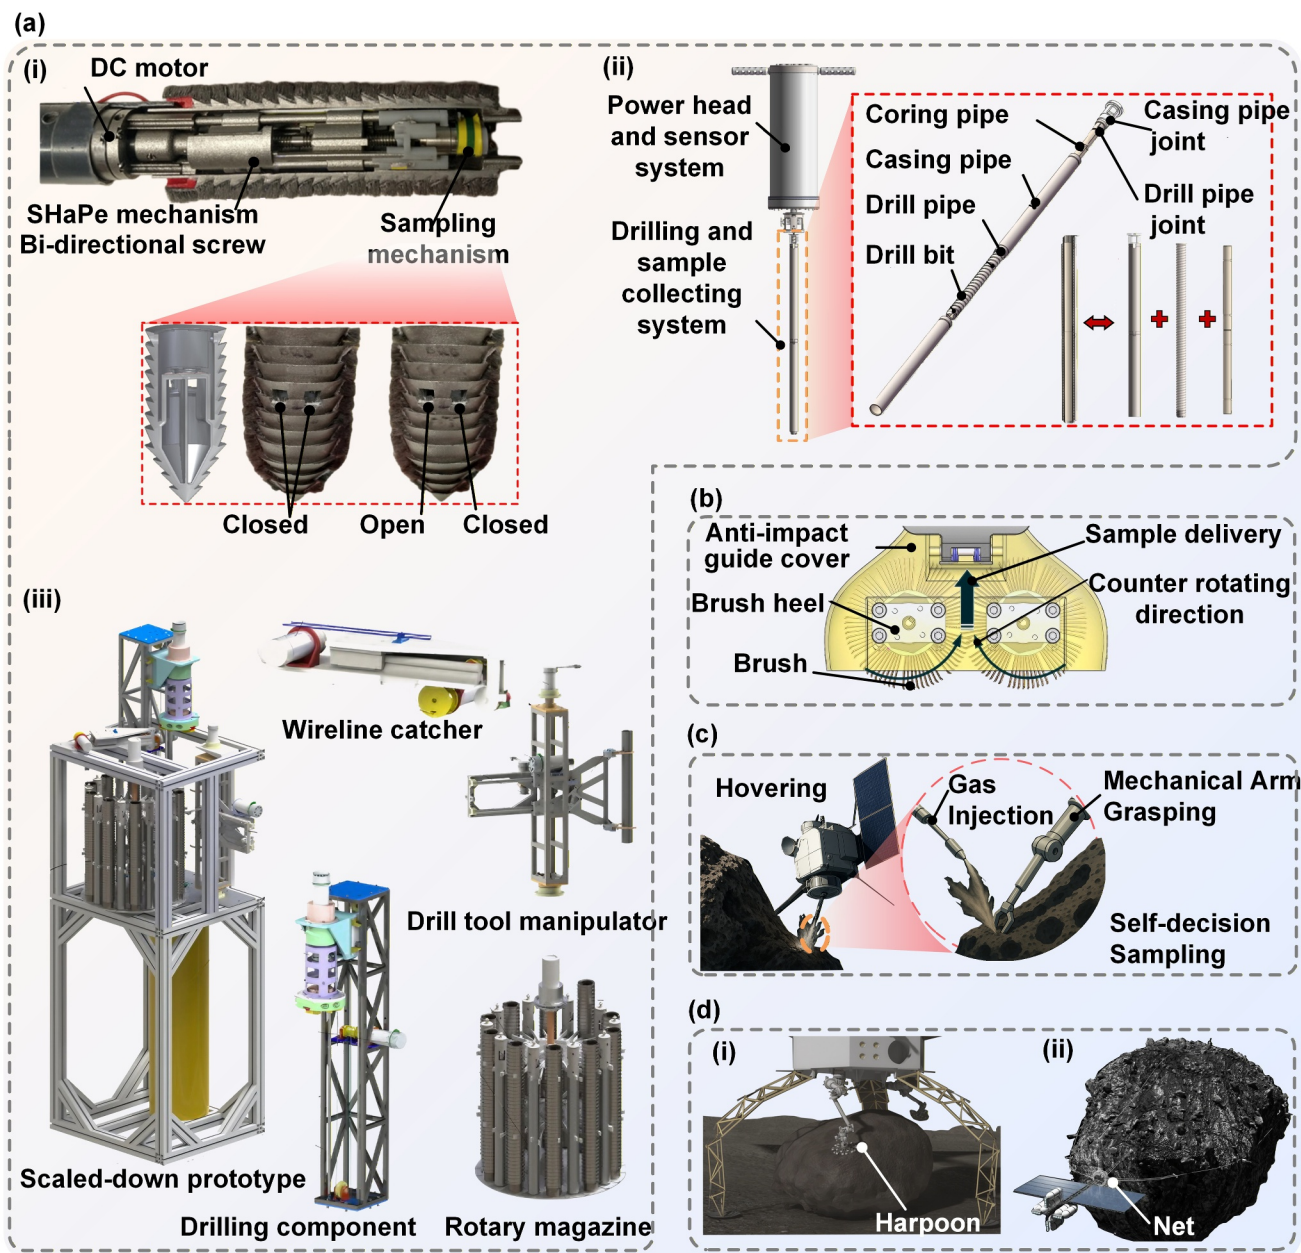 (a)
(i)
DC motor
SHaPe mechanism
Bi-directional screw
Sampling
mechanism
Closed
Open
Closed
(ii)
Power head
and sensor
system
Drilling and
sample
collecting
system
Coring pipe
Casing pipe
Drill pipe
Drill bit
Casing pipe
joint
Drill pipe
joint
(iii)
Wireline catcher
Drill tool manipulator
Scaled-down prototype
Drilling component
Rotary magazine
(b)
Anti-impact
guide cover
Brush heel
Brush
Sample delivery
Counter rotating
direction
(c)
Hovering
Gas
Injection
Mechanical Arm
Grasping
Self-decision
Sampling
(d)
(i)
Harpoon
(ii)
Net